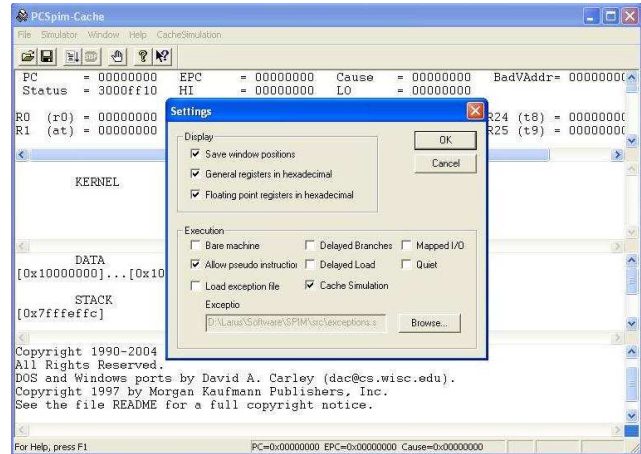 PCSpim-Cache
File Simulator Window Help CacheSimulation
PC = 00000000 EPC = 00000000 Cause = 00000000 BadVAddr= 00000000
Status = 3000ff10 HI = 00000000 LO = 00000000
R0 (r0) = 00000000 R24 (t8) = 0000000
R1 (at) = 00000000 R25 (t9) = 0000000
Settings
Display
Save window positions
General registers in hexadecimal
Floating point registers in hexadecimal
OK
Cancel
Execution
Bare machine Delayed Branches Mapped I/O
Allow pseudo instruction Delayed Load Quiet
Load exception file Cache Simulation
Exceptio
D:\Larus\Software\SPIM\src\exceptions.s Browse...
KERNEL
DATA
[0x10000000]...[0x10
STACK
[0x7fffeffc]
Copyright 1990-2004
All Rights Reserved.
DOS and Windows ports by David A. Carley (dac@cs.wisc.edu).
Copyright 1997 by Morgan Kaufmann Publishers, Inc.
See the file README for a full copyright notice.
For Help, press F1 PC=0x00000000 EPC=0x00000000 Cause=0x00000000